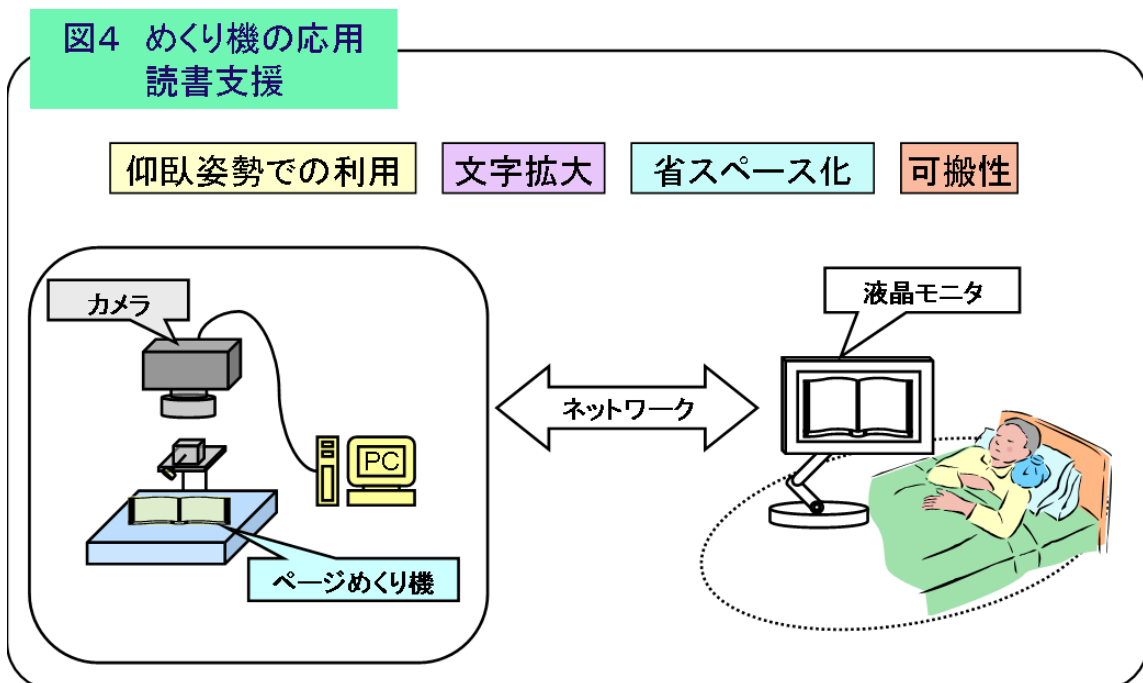 図4 めくり機の応用
読書支援
仰臥姿勢での利用
文字拡大
省スペース化
可搬性
カメラ
液晶モニタ
ネットワーク
PC
ページめくり機